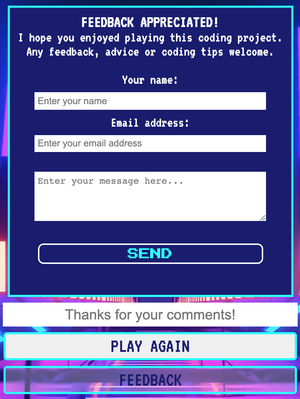 FEEDBACK APPRECIATED!
I hope you enjoyed playing this coding project.
Any feedback, advice or coding tips welcome.
Your name:
Enter your name
Email address:
Enter your email address
Enter your message here...
SEND
Thanks for your comments!
PLAY AGAIN
FEEDBACK